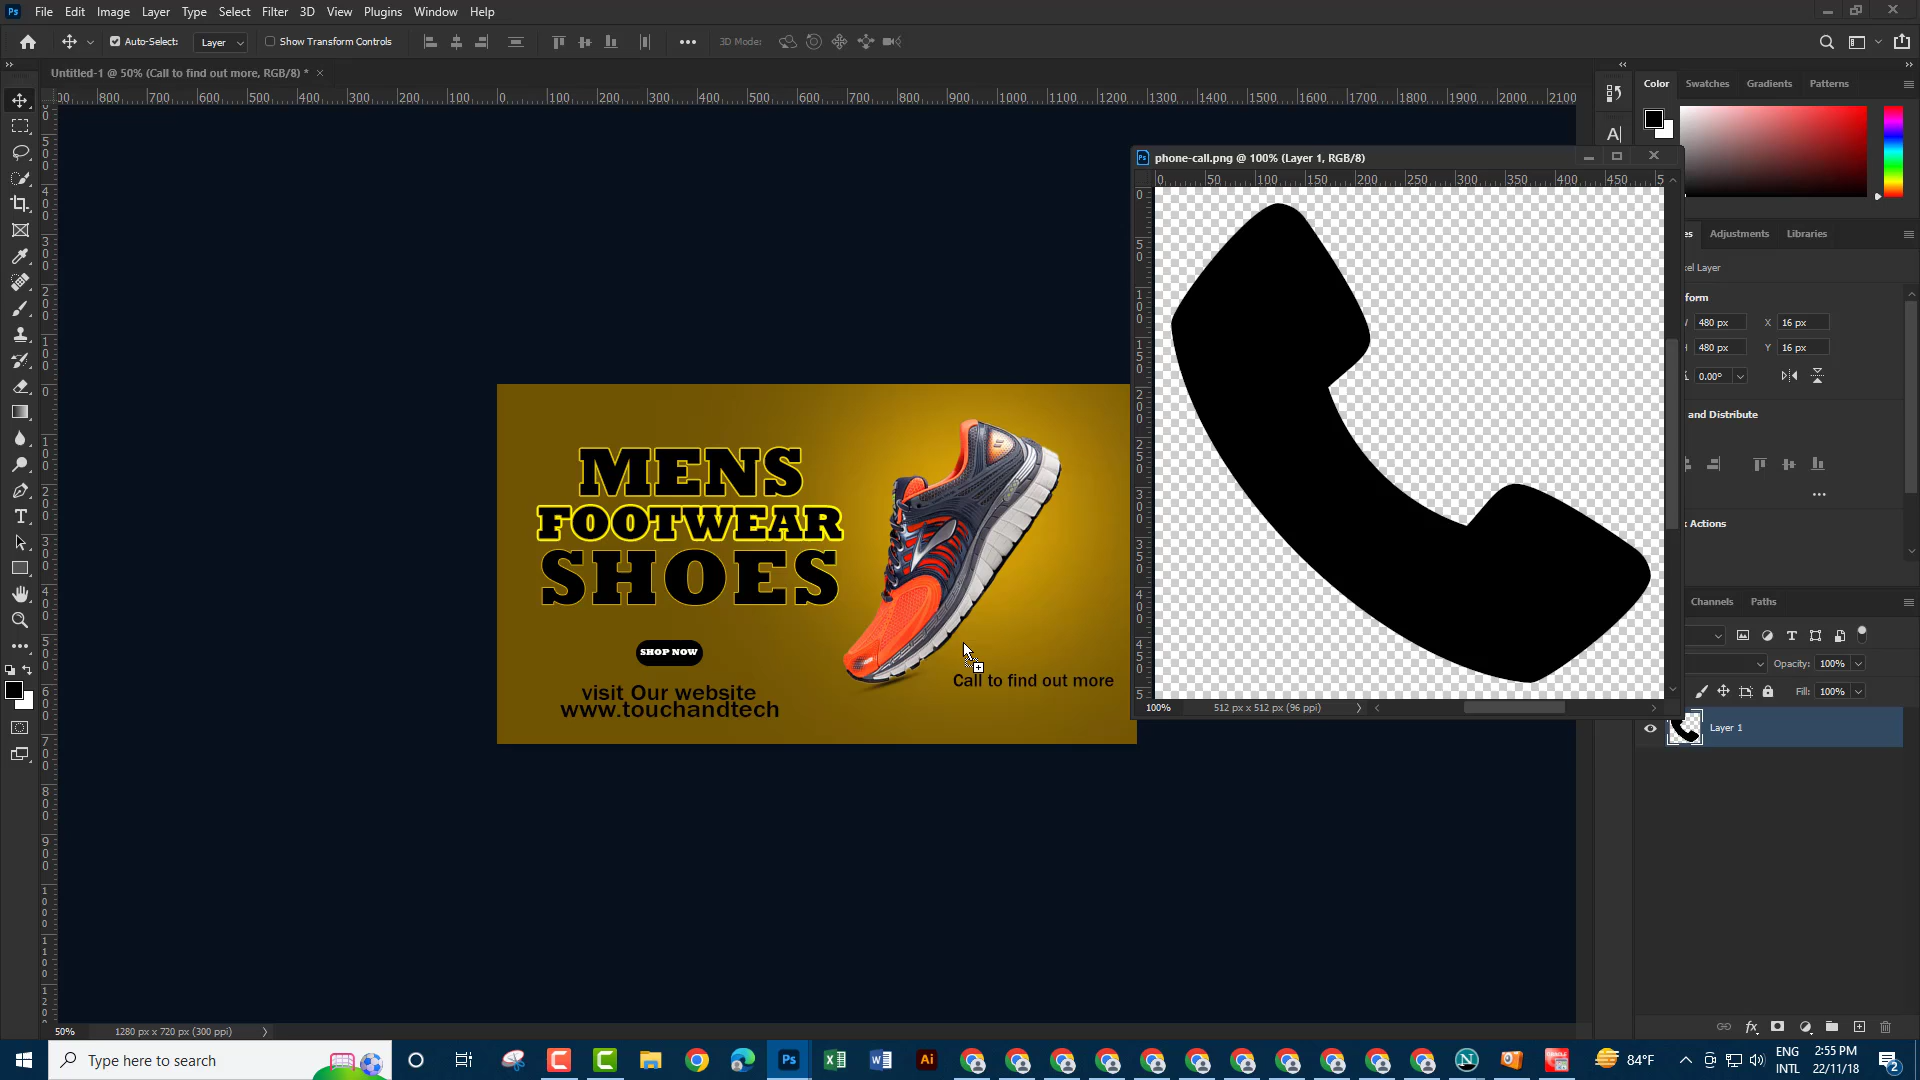 Ps File Edit Image Layer Type Select Filter 3D View Plugins Window Help
Auto-Select: Layer Show Transform Controls 3D Mode:
Untitled-1 @ 50% (Call to find out more, RGB/8) * ×
Color Swatches Gradients Patterns
phone-call.png @ 100% (Layer 1, RGB/8)
Adjustments Libraries
480 px X 16 px
480 px Y 16 px
0.00°
and Distribute
MENS
FOOTWEAR
SHOES
SHOP NOW
Call to find out more
visit Our website
www.touchandtech
100% 512 px x 512 px (96 ppi)
Channels Paths
Opacity: 100%
Fill: 100%
Layer 1
50% 1280 px x 720 px (300 ppi)
Type here to search
84°F
ENG
INTL
2:55 PM
22/11/18
2